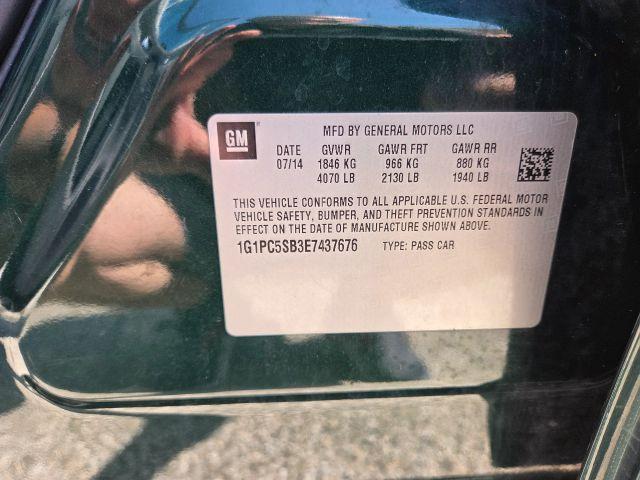 GM MFD BY GENERAL MOTORS LLC
DATE GVWR GAWR FRT GAWR RR
07/14 1846 KG 966 KG 880 KG
4070 LB 2130 LB 1940 LB
THIS VEHICLE CONFORMS TO ALL APPLICABLE U.S. FEDERAL MOTOR
VEHICLE SAFETY, BUMPER, AND THEFT PREVENTION STANDARDS IN
EFFECT ON THE DATE OF MANUFACTURE SHOWN ABOVE.
1G1PC5SB3E7437676 TYPE: PASS CAR